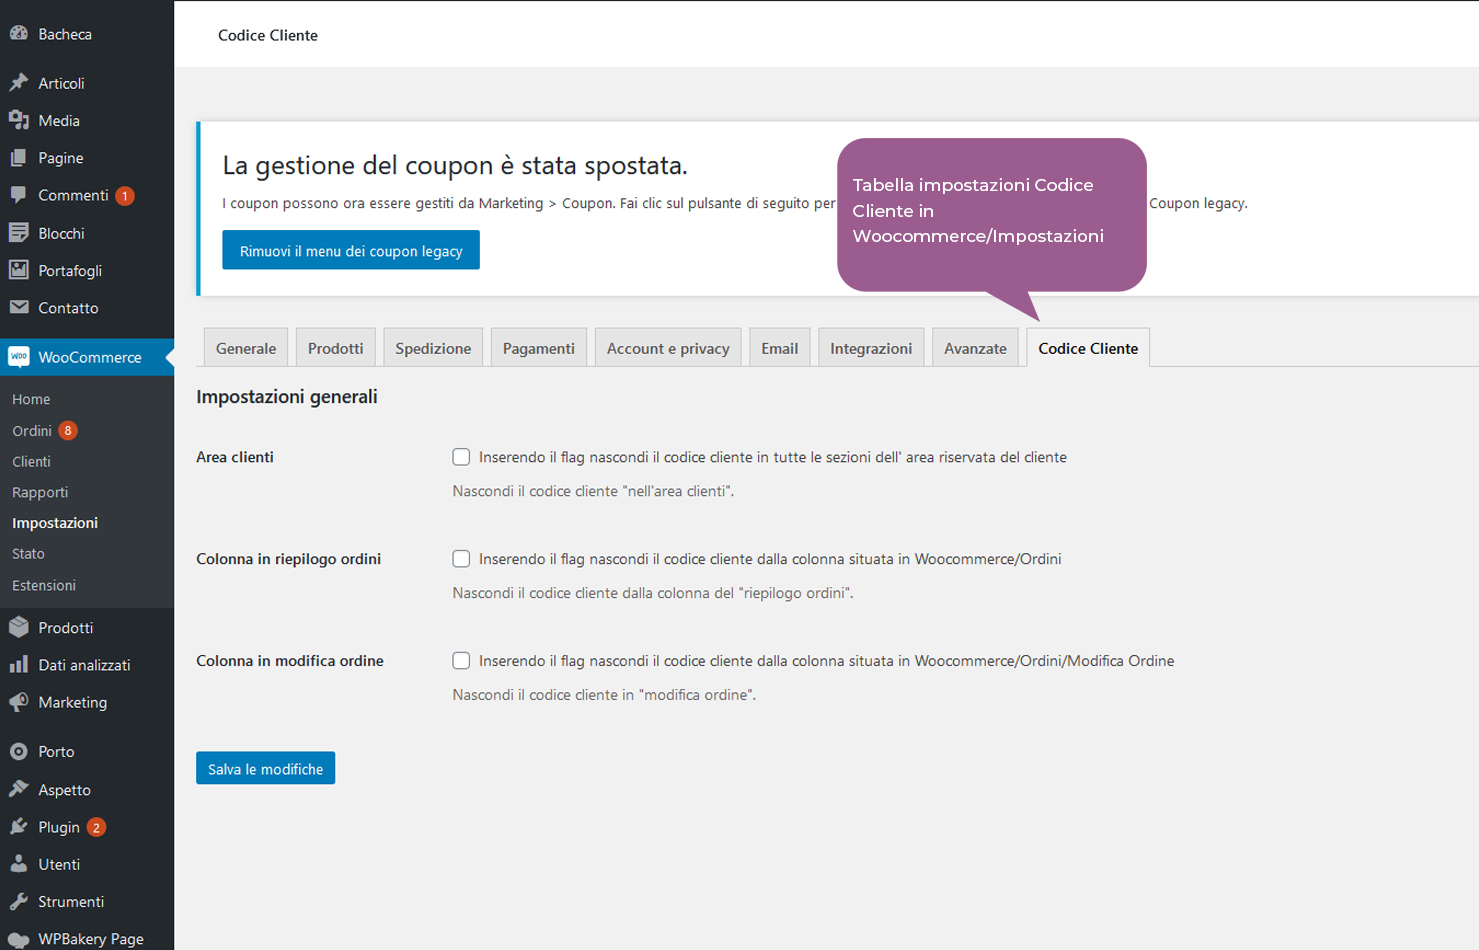 Bacheca
Articoli
Media
Pagine
Commenti 1
Blocchi
Portafogli
Contatto
woo WooCommerce
Home
Ordini 8
Clienti
Rapporti
Impostazioni
Stato
Estensioni
Prodotti
Dati analizzati
Marketing
Porto
Aspetto
Plugin 2
Utenti
Strumenti
WPBakery Page
Codice Cliente
La gestione del coupon è stata spostata.
I coupon possono ora essere gestiti da Marketing > Coupon. Fai clic sul pulsante di seguito per Coupon legacy.
Rimuovi il menu dei coupon legacy
Tabella impostazioni Codice
Cliente in
Woocommerce/Impostazioni
Generale Prodotti Spedizione Pagamenti Account e privacy Email Integrazioni Avanzate Codice Cliente
Impostazioni generali
Area clienti Inserendo il flag nascondi il codice cliente in tutte le sezioni dell' area riservata del cliente
Nascondi il codice cliente "nell'area clienti".
Colonna in riepilogo ordini Inserendo il flag nascondi il codice cliente dalla colonna situata in Woocommerce/Ordini
Nascondi il codice cliente dalla colonna del "riepilogo ordini".
Colonna in modifica ordine Inserendo il flag nascondi il codice cliente dalla colonna situata in Woocommerce/Ordini/Modifica Ordine
Nascondi il codice cliente in "modifica ordine".
Salva le modifiche